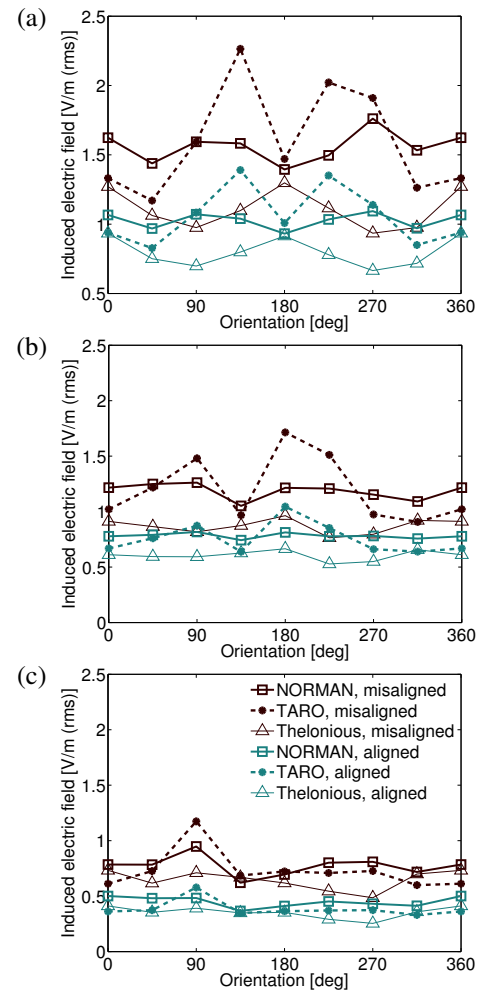 (a)
2.5
2
1.5
1
0.5
Induced electric field [V/m (rms)]
0 90 180 270 360
Orientation [deg]
(b)
2.5
2
1.5
1
0.5
0
Induced electric field [V/m (rms)]
0 90 180 270 360
Orientation [deg]
(c)
2.5
2
1.5
1
0.5
0
Induced electric field [V/m (rms)]
NORMAN, misaligned
TARO, misaligned
Thelonious, misaligned
NORMAN, aligned
TARO, aligned
Thelonious, aligned
0 90 180 270 360
Orientation [deg]